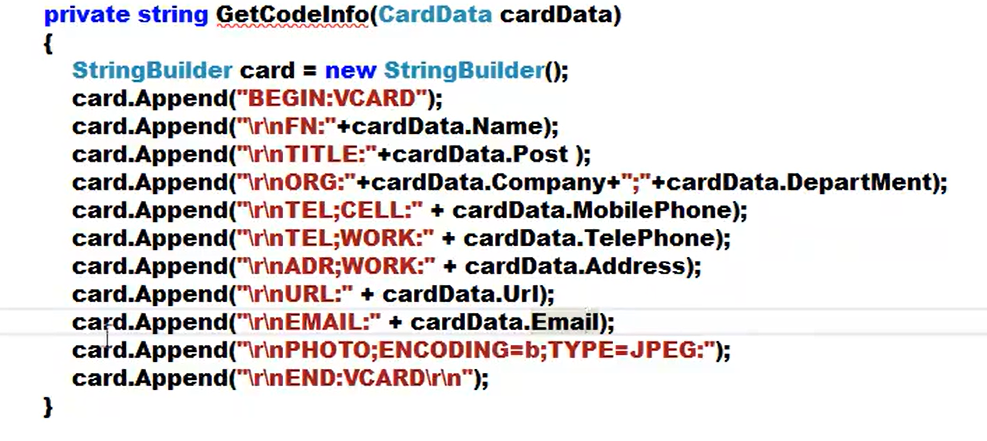 private string GetCodeInfo(CardData cardData)
{
StringBuilder card = new StringBuilder();
card.Append("BEGIN:VCARD");
card.Append("\r\nFN:"+cardData.Name);
card.Append("\r\nTITLE:"+cardData.Post );
card.Append("\r\nORG:"+cardData.Company+";"+cardData.DepartMent);
card.Append("\r\nTEL;CELL:" + cardData.MobilePhone);
card.Append("\r\nTEL;WORK:" + cardData.TelePhone);
card.Append("\r\nADR;WORK:" + cardData.Address);
card.Append("\r\nURL:" + cardData.Url);
card.Append("\r\nEMAIL:" + cardData.Email);
card.Append("\r\nPHOTO;ENCODING=b;TYPE=JPEG:");
card.Append("\r\nEND:VCARD\r\n");
}